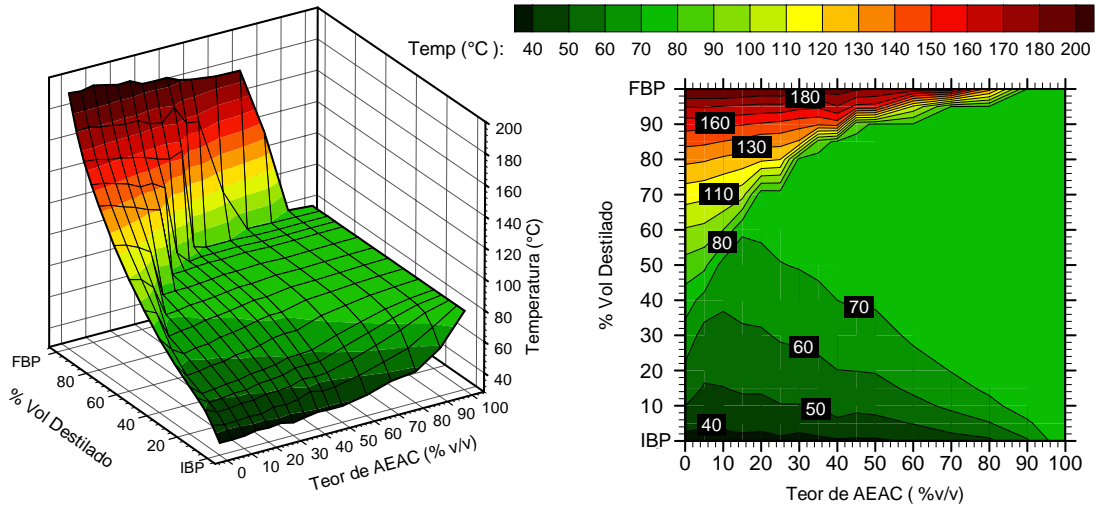 Temp (°C ):
40 50 60 70 80 90 100 110 120 130 140 150 160 170 180 200
200
180
160
140
120
100
80
60
40
Temperatura (°C)
FBP
80
60
40
20
IBP
% Vol Destilado
0 10 20 30 40 50 60 70 80 90 100
Teor de AEAC (% v/v)
FBP
90
80
70
60
50
40
30
20
10
IBP
% Vol Destilado
180
160
130
110
80
70
60
50
40
0 10 20 30 40 50 60 70 80 90 100
Teor de AEAC ( %v/v)